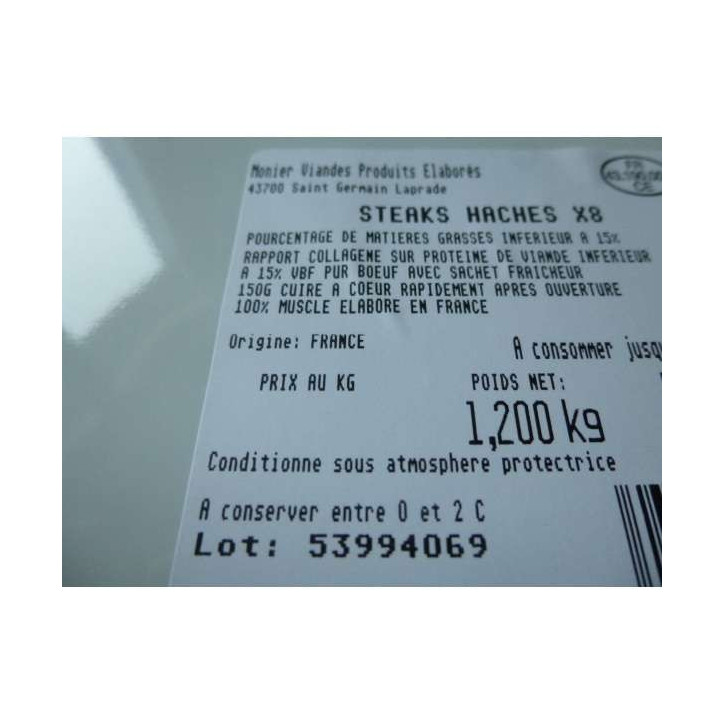 Monier Viandes Produits Elaborés
43700 Saint Germain Laprade
FR
CE
STEAKS HACHES X8
POURCENTAGE DE MATIERES GRASSES INFERIEUR A 15%
RAPPORT COLLAGENE SUR PROTEINE DE VIANDE INFERIEUR
A 15% VBF PUR BOEUF AVEC SACHET FRAICHEUR
150G CUIRE A COEUR RAPIDEMENT APRES OUVERTURE
100% MUSCLE ELABORE EN FRANCE
Origine: FRANCE
A consommer jusqu
PRIX AU KG
POIDS NET:
1,200 kg
Conditionne sous atmosphere protectrice
A conserver entre 0 et 2 C
Lot: 53994069